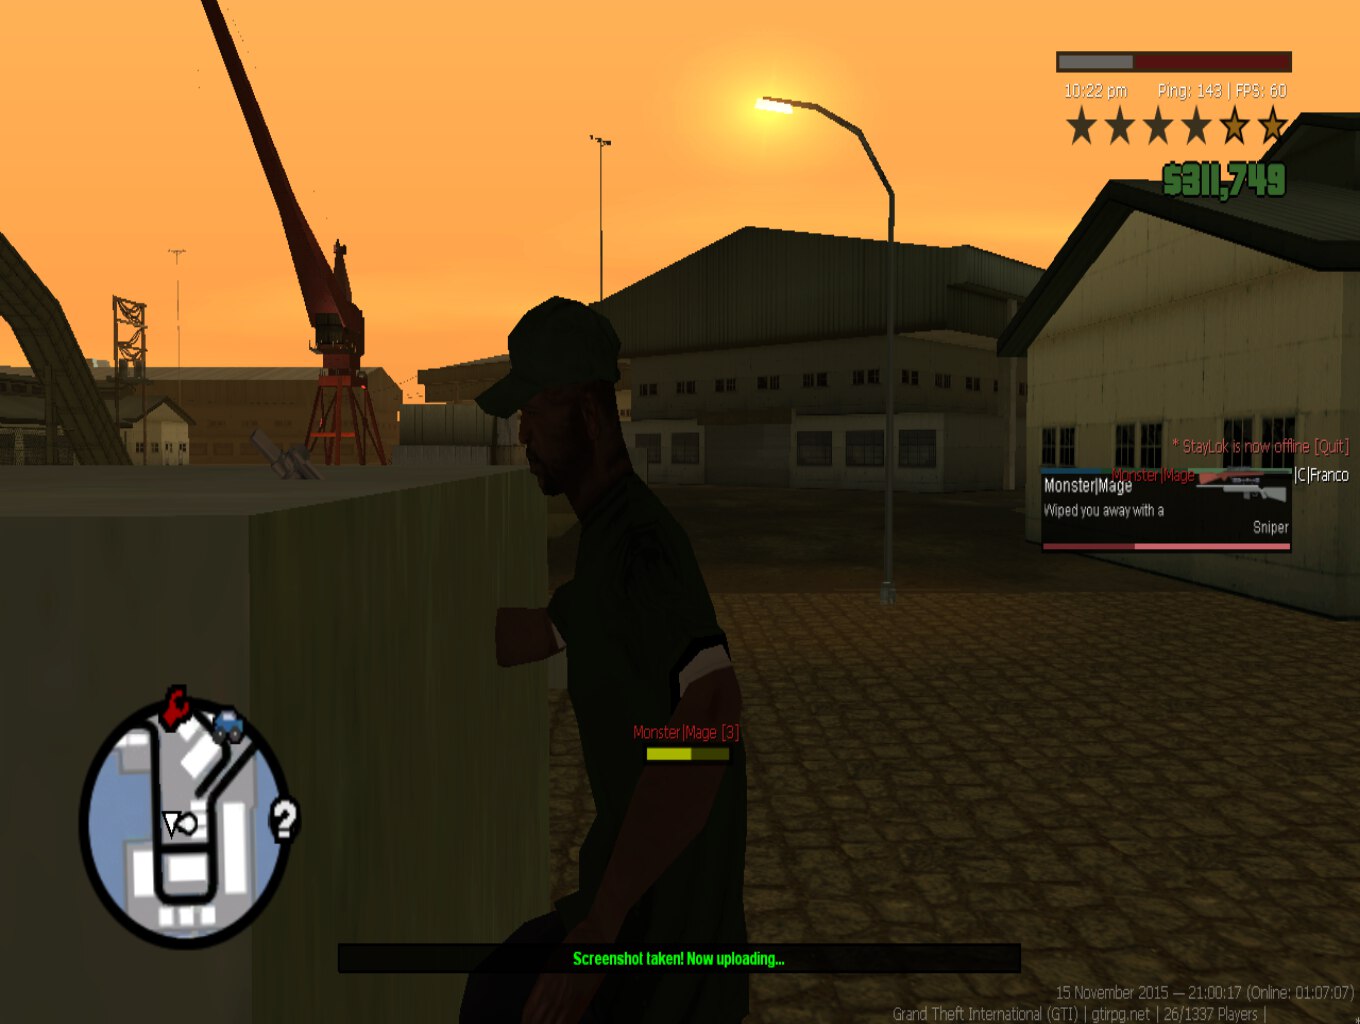 10:22 pm Ping: 143 | FPS: 60
$311,749
* StayLok is now offline [Quit]
Monster|Mage |C|Franco
Monster|Mage
Wiped you away with a
Sniper
Monster|Mage [3]
?
Screenshot taken! Now uploading...
15 November 2015 — 21:00:17 (Online: 01:07:07)
Grand Theft International (GTI) | gtirpg.net | 26/1337 Players |